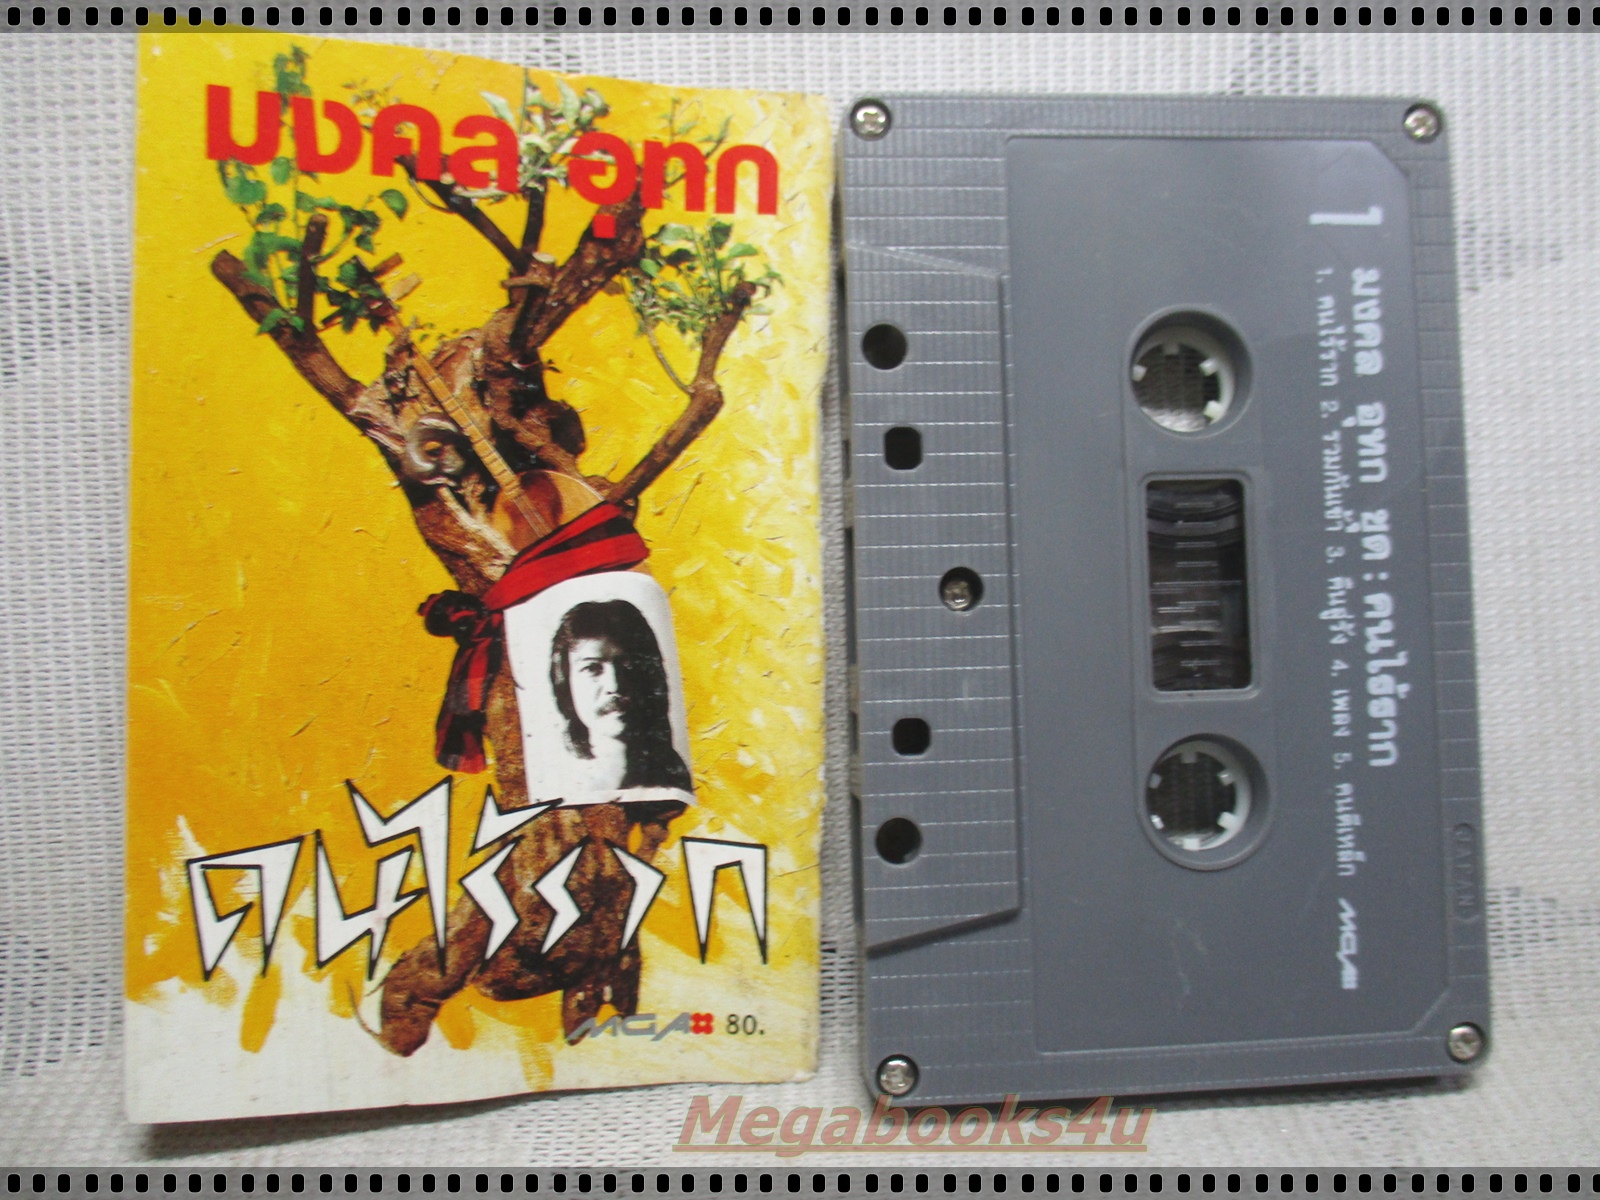 มงคล อุทก
คนไร้ราก
MGA 80.
1
มงคล อุทก ชุด : คนไร้ราก
1. คนไร้ราก 2. รวมกันเข้า 3. คืนสู่รัง 4. เพลง 5. คนตีเหล็ก MGA
JAPAN
Megabooks4u